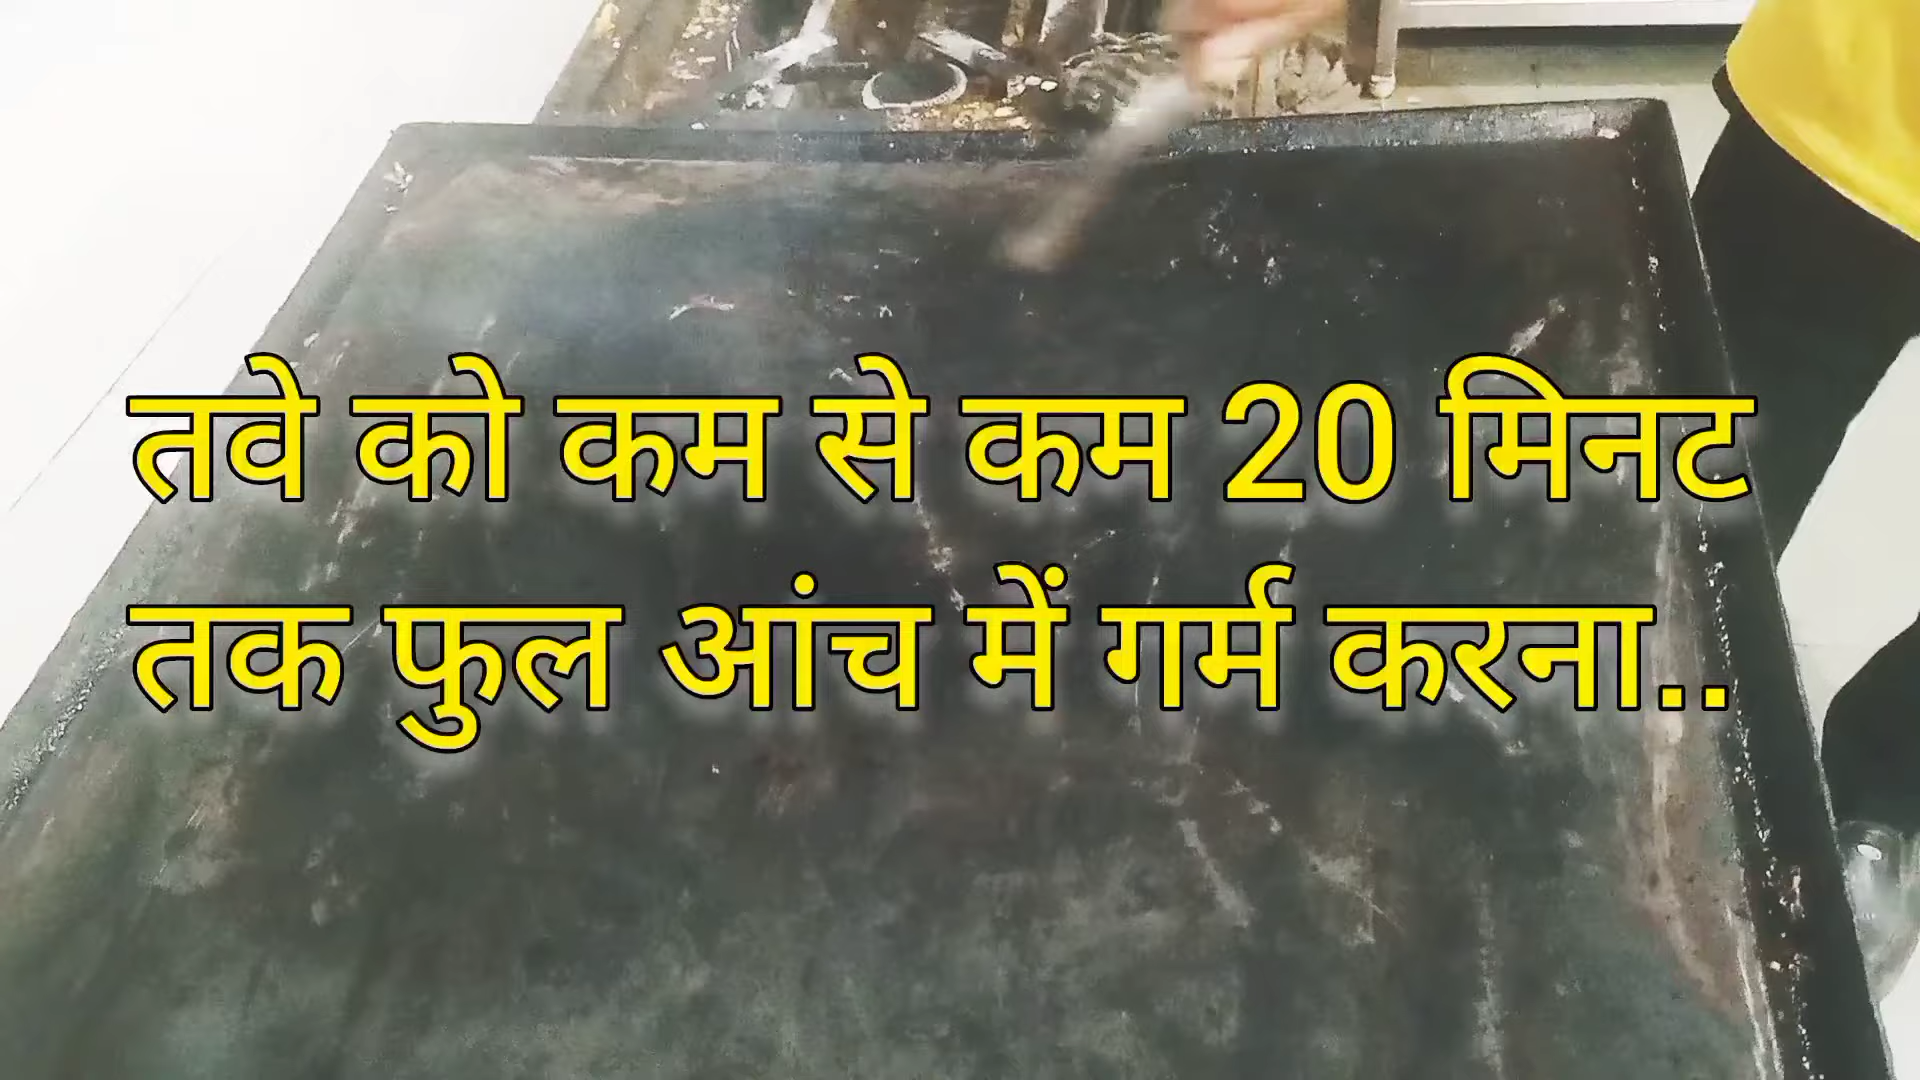 तवे को कम से कम 20 मिनट
तक फुल आंच में गर्म करना..